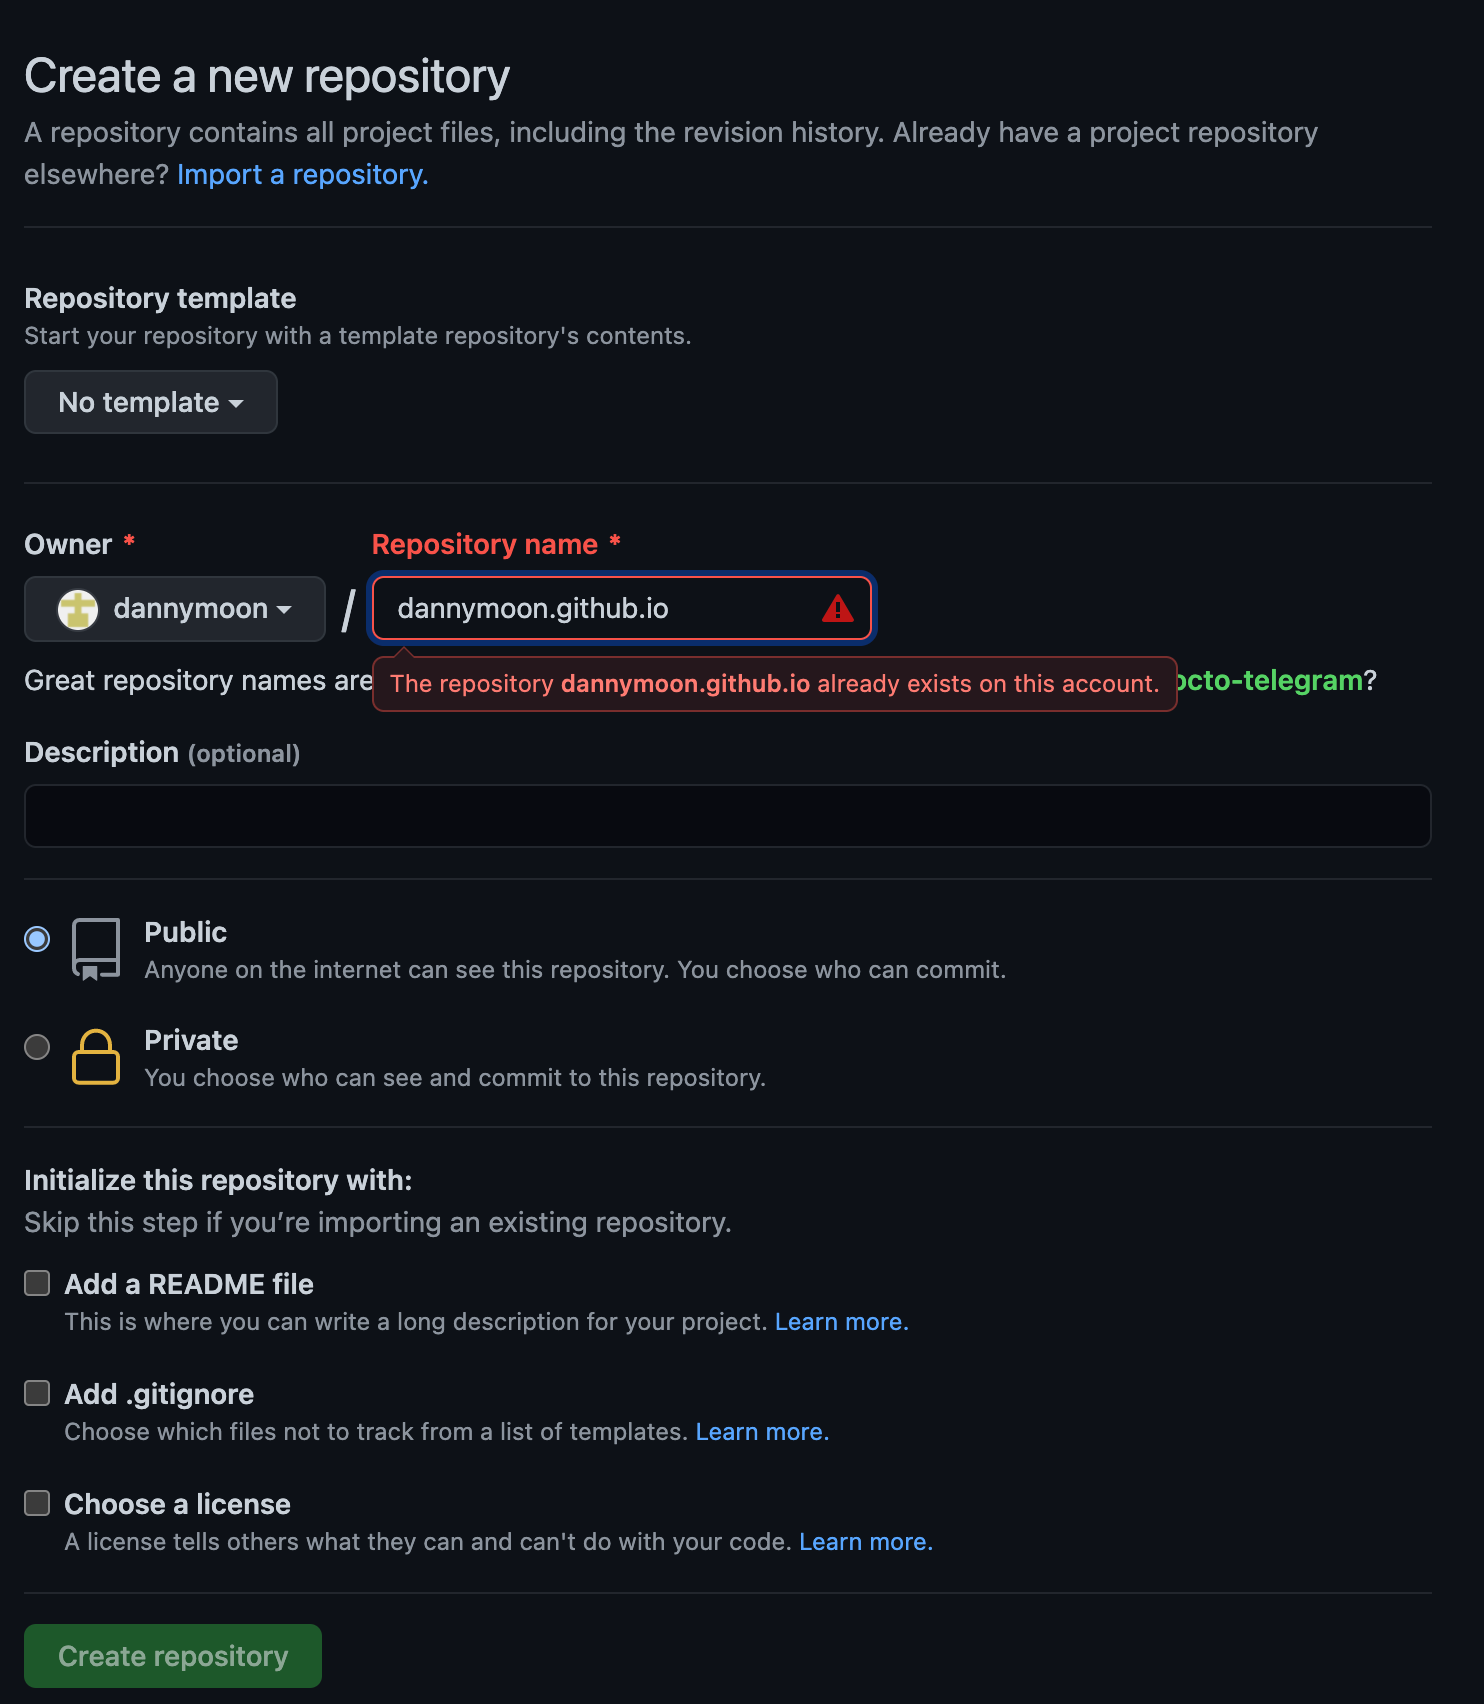 Create a new repository
A repository contains all project files, including the revision history. Already have a project repository
elsewhere? Import a repository.
Repository template
Start your repository with a template repository's contents.
No template
Owner *
Repository name *
dannymoon
/
dannymoon.github.io
Great repository names are
The repository dannymoon.github.io already exists on this account.
octo-telegram?
Description (optional)
Public
Anyone on the internet can see this repository. You choose who can commit.
Private
You choose who can see and commit to this repository.
Initialize this repository with:
Skip this step if you’re importing an existing repository.
Add a README file
This is where you can write a long description for your project. Learn more.
Add .gitignore
Choose which files not to track from a list of templates. Learn more.
Choose a license
A license tells others what they can and can't do with your code. Learn more.
Create repository